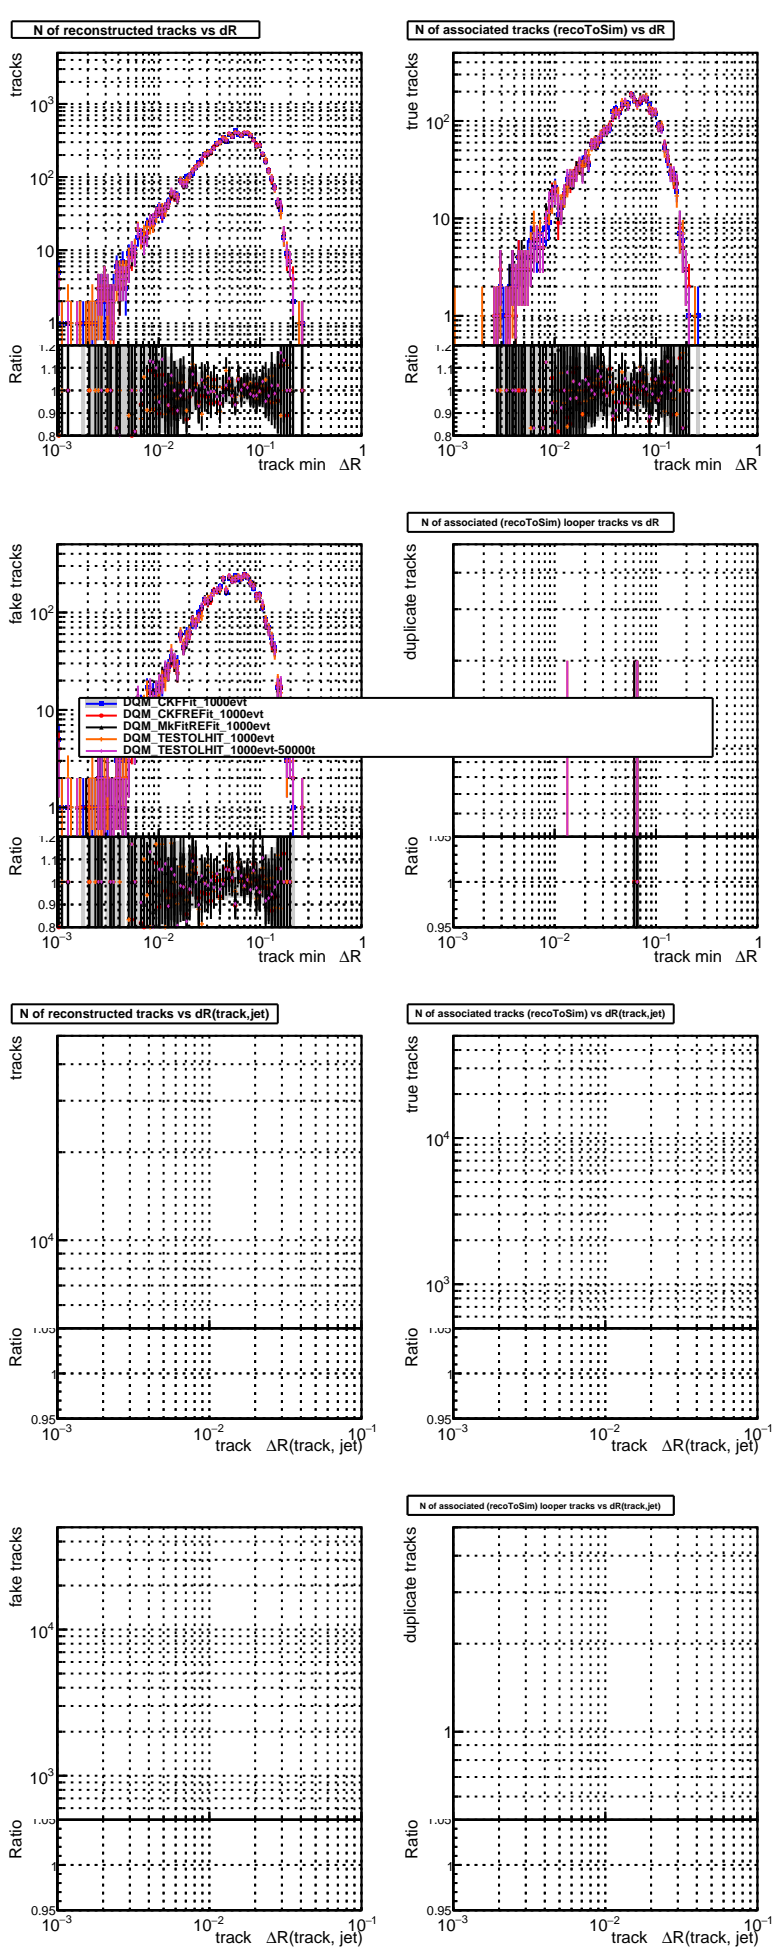 N of reconstructed tracks vs dR
tracks
10³
10²
10
1
Ratio
1.2
1.1
1
0.9
0.8
10⁻³ 10⁻² 10⁻¹ 1
track min ΔR
N of associated tracks (recoToSim) vs dR
true tracks
10²
10
1
Ratio
1.2
1.1
1
0.9
0.8
10⁻³ 10⁻² 10⁻¹ 1
track min ΔR
fake tracks
10²
10
1
Ratio
1.2
1.1
1
0.9
0.8
10⁻³ 10⁻² 10⁻¹ 1
track min ΔR
N of associated (recoToSim) looper tracks vs dR
duplicate tracks
Ratio
1.05
1
0.95
10⁻³ 10⁻² 10⁻¹ 1
track min ΔR
DQM_CKFFit_1000evt
DQM_CKFREFit_1000evt
DQM_MkFitREFit_1000evt
DQM_TESTOLHIT_1000evt
DQM_TESTOLHIT_1000evt-50000t
N of reconstructed tracks vs dR(track,jet)
tracks
10⁴
Ratio
1.05
1
0.95
10⁻³ 10⁻² 10⁻¹
track ΔR(track, jet)
N of associated tracks (recoToSim) vs dR(track,jet)
true tracks
10⁴
10³
Ratio
1.05
1
0.95
10⁻³ 10⁻² 10⁻¹
track ΔR(track, jet)
fake tracks
10⁴
10³
Ratio
1.05
1
0.95
10⁻³ 10⁻² 10⁻¹
track ΔR(track, jet)
N of associated (recoToSim) looper tracks vs dR(track,jet)
duplicate tracks
1
Ratio
1.05
1
0.95
10⁻³ 10⁻² 10⁻¹
track ΔR(track, jet)